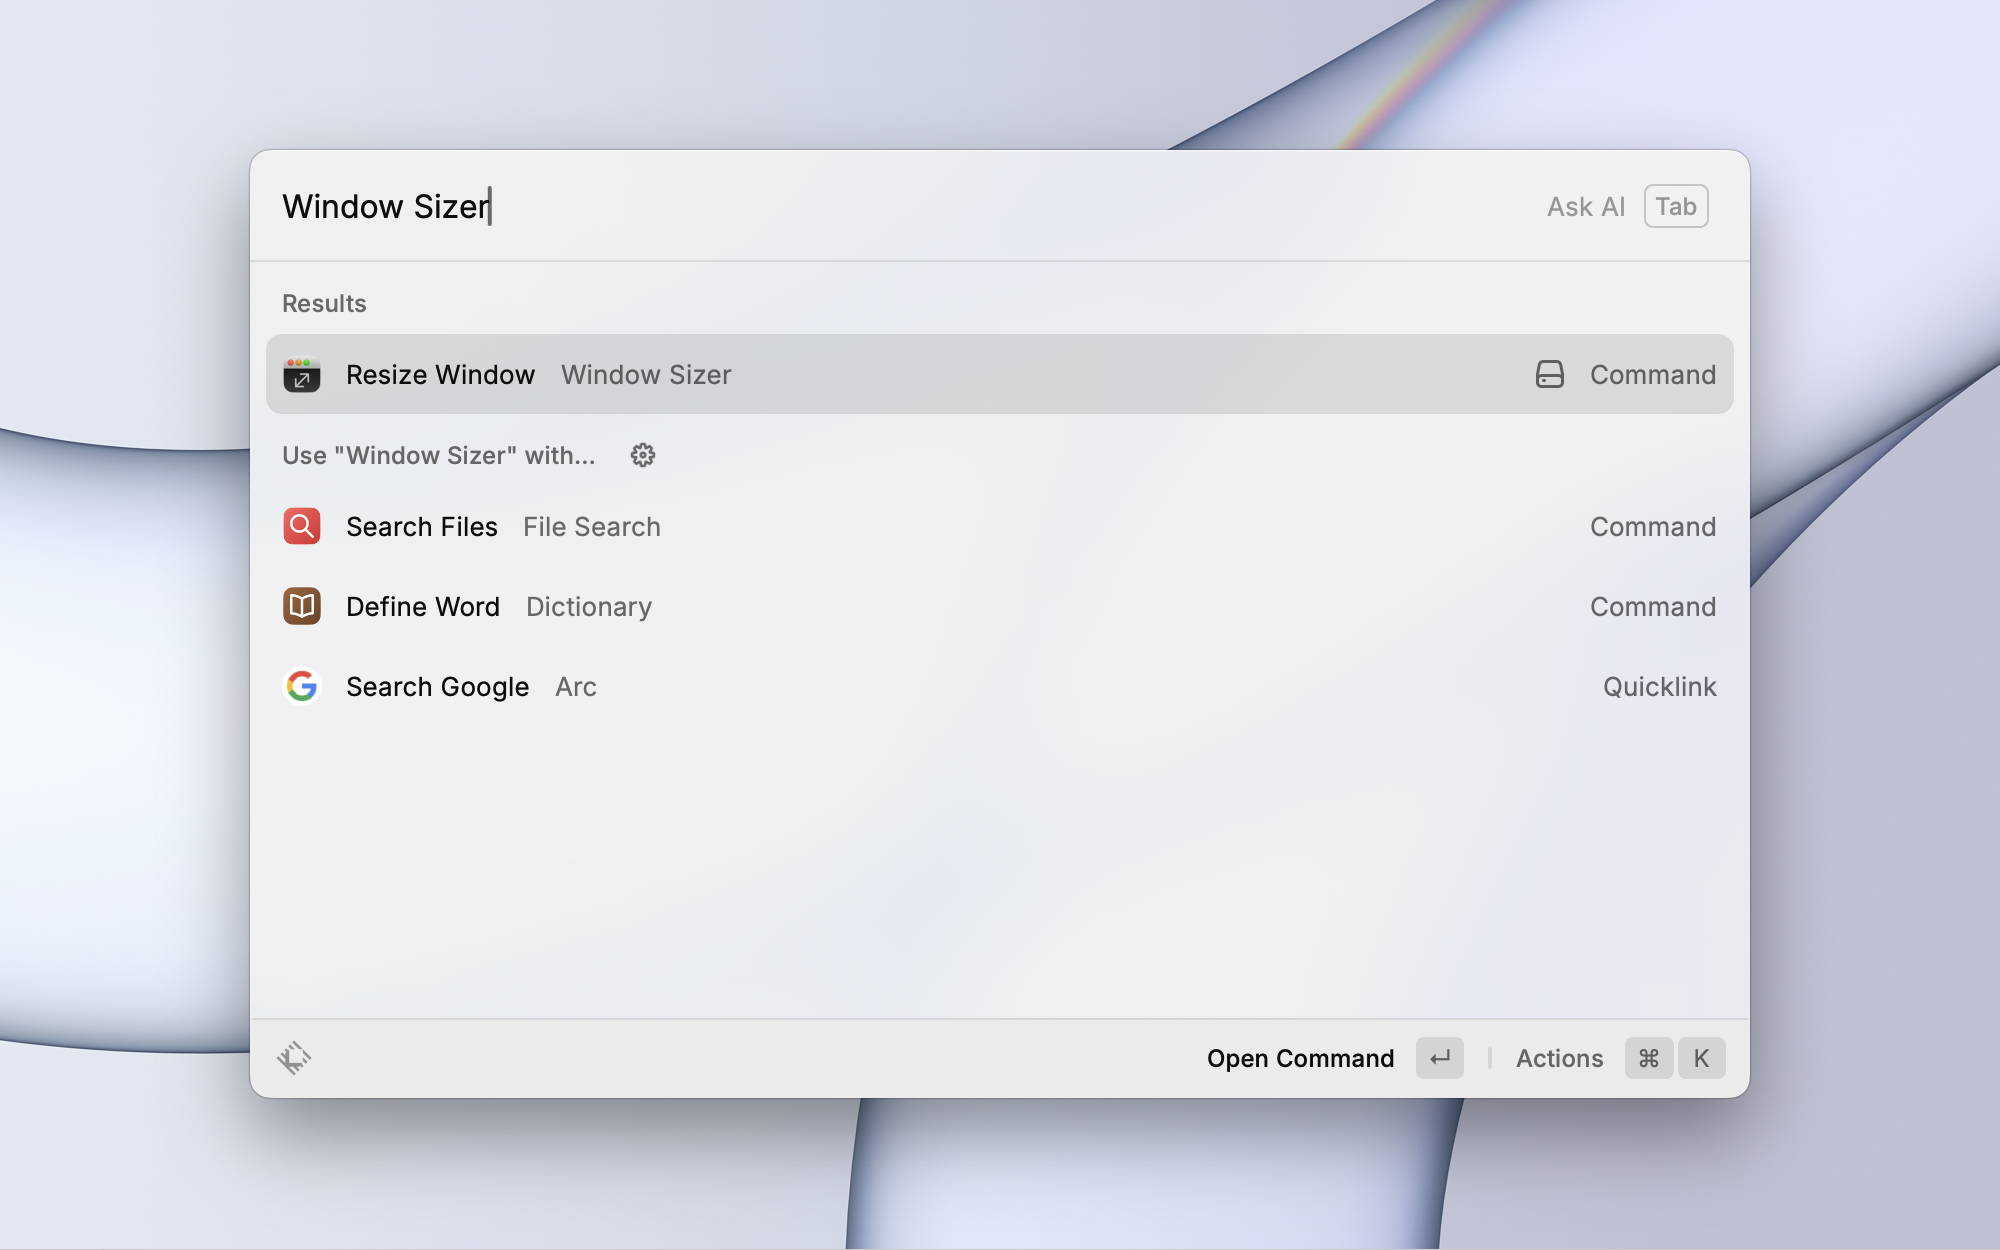 Window Sizer Ask AI Tab
Results
Resize Window Window Sizer Command
Use "Window Sizer" with...
Search Files File Search Command
Define Word Dictionary Command
Search Google Arc Quicklink
Open Command ↵ Actions ⌘ K